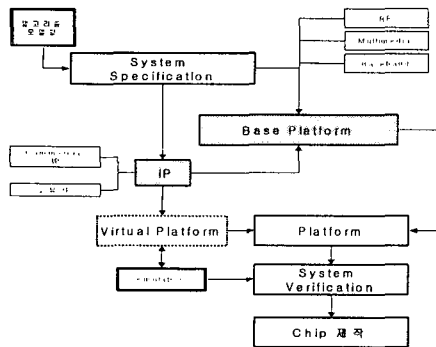 알고리즘
모델링
System
Specification
RF
Multimedia
Baseband
Base Platform
IP
Virtual Platform
Platform
System
Verification
Chip 제작